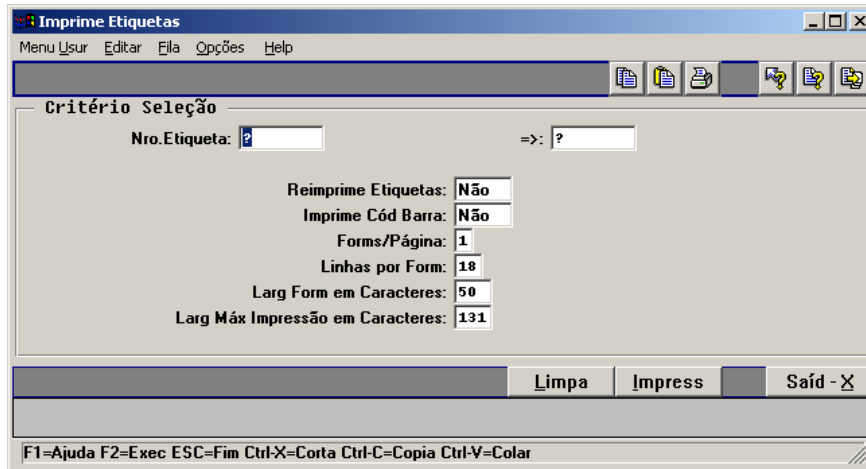 Imprime Etiquetas
Menu Usur Editar Fila Opções Help
Critério Seleção
Nro.Etiqueta: ? =>: ?
Reimprime Etiquetas: Não
Imprime Cód Barra: Não
Forms/Página: 1
Linhas por Form: 18
Larg Form em Caracteres: 50
Larg Máx Impressão em Caracteres: 131
Limpa Impress Saíd - X
F1=Ajuda F2=Exec ESC=Fim Ctrl-X=Corta Ctrl-C=Copia Ctrl-V=Colar